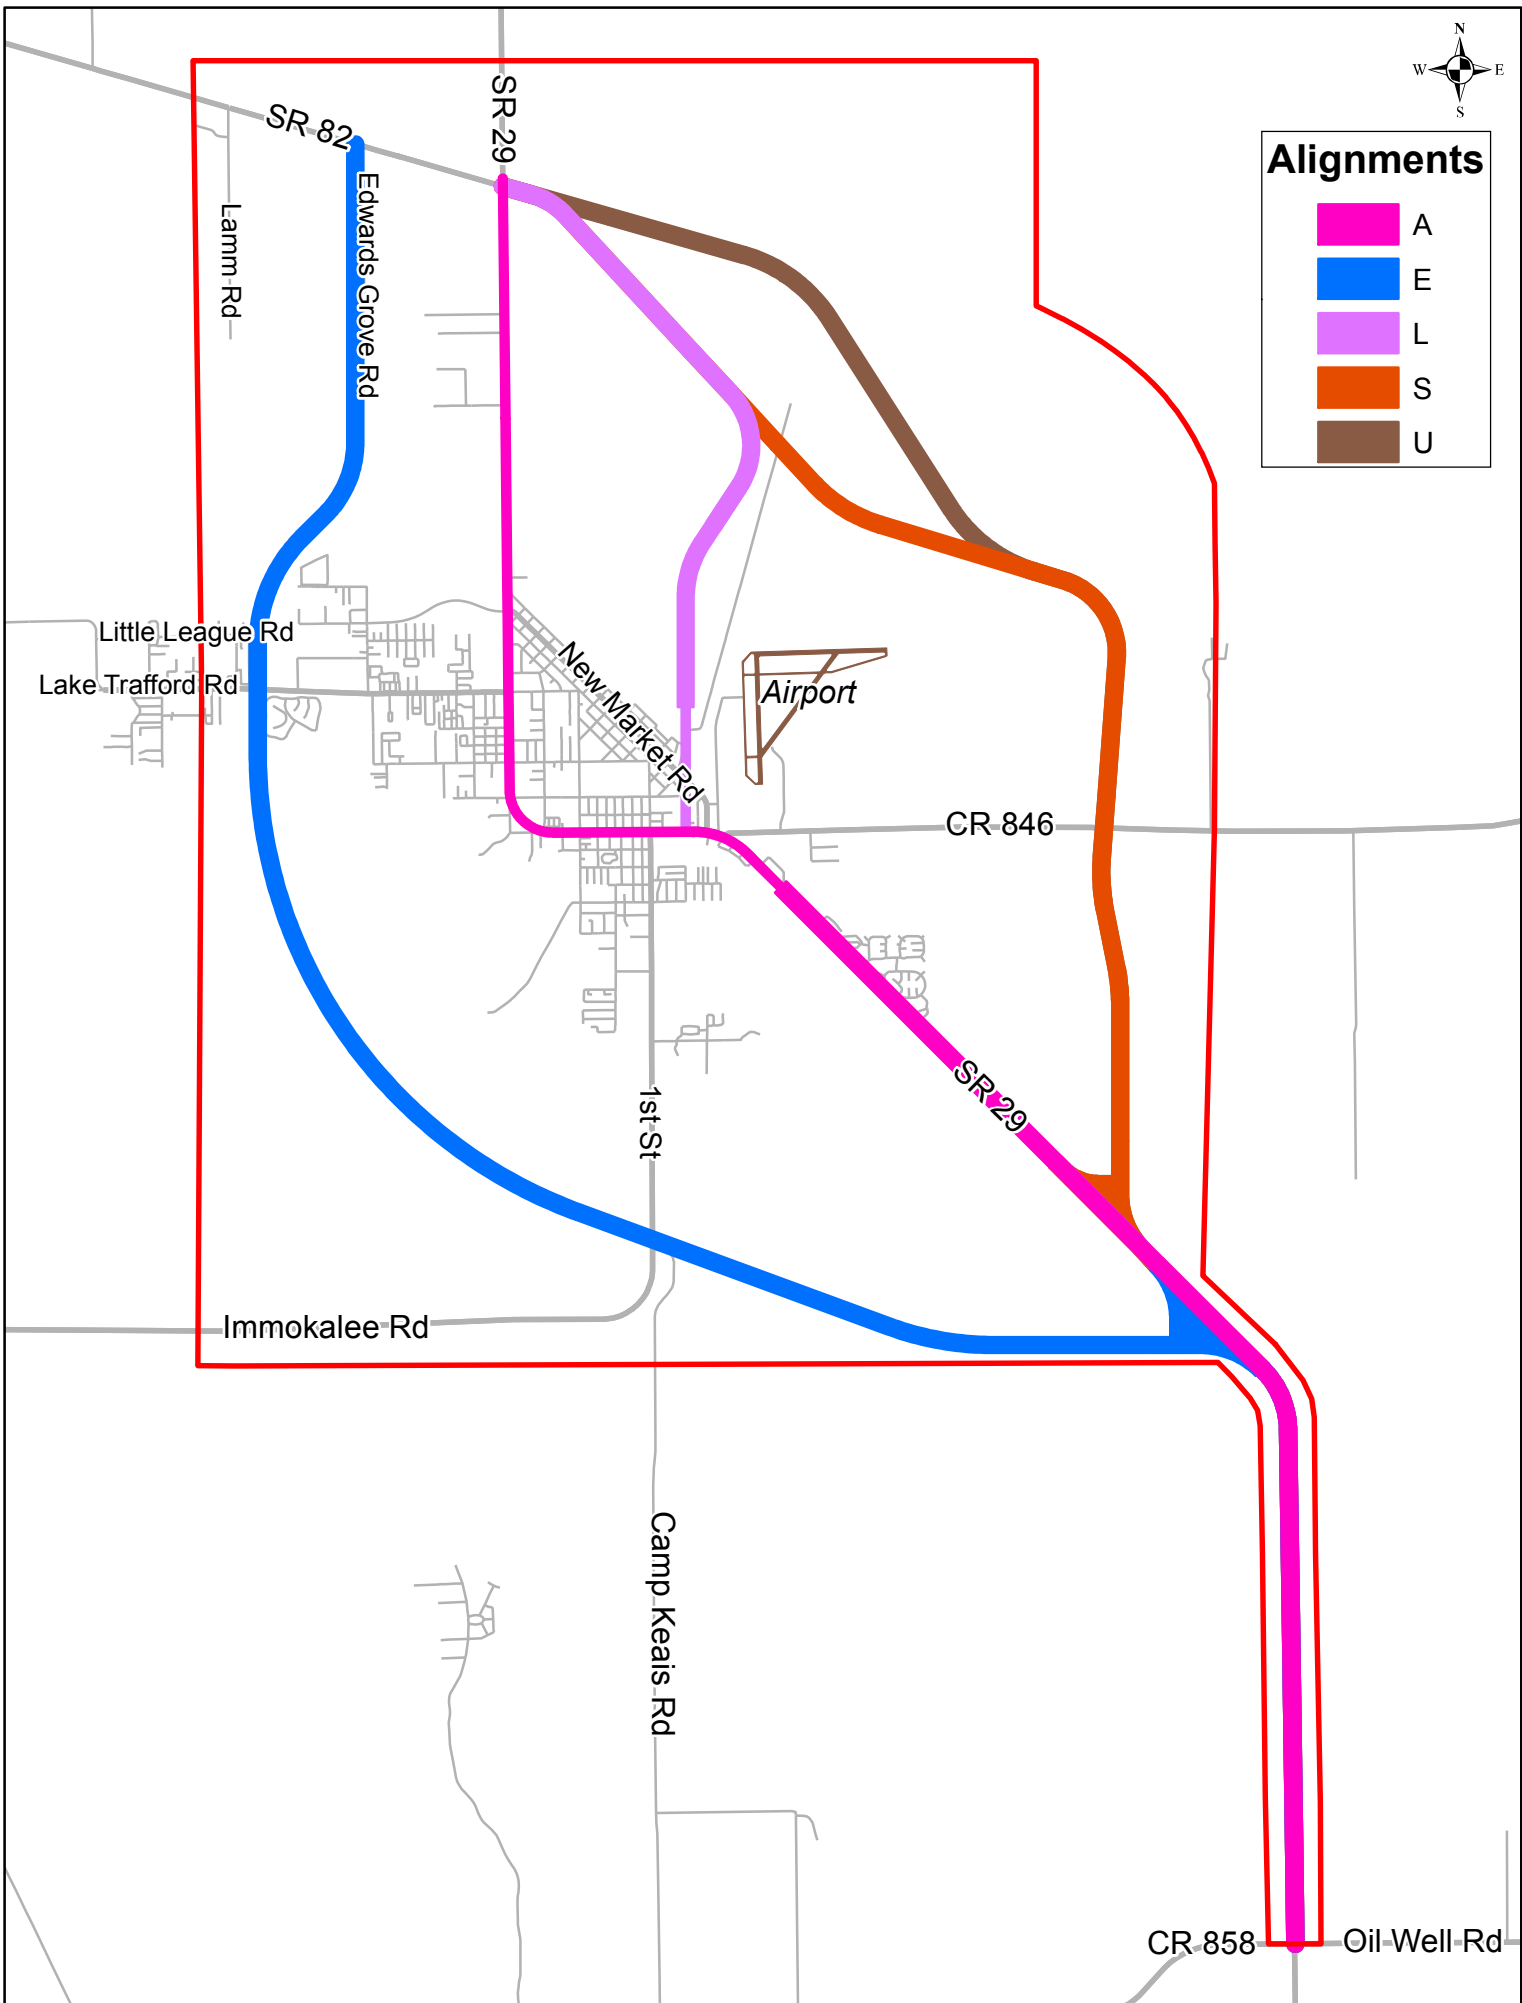 N
W
E
S
Alignments
A
E
L
S
U
SR 82
SR 29
Edwards Grove Rd
Lamm Rd
Little League Rd
Lake Trafford Rd
New Market Rd
Airport
CR 846
SR 29
1st St
Immokalee Rd
Camp Keais Rd
CR 858
Oil Well Rd